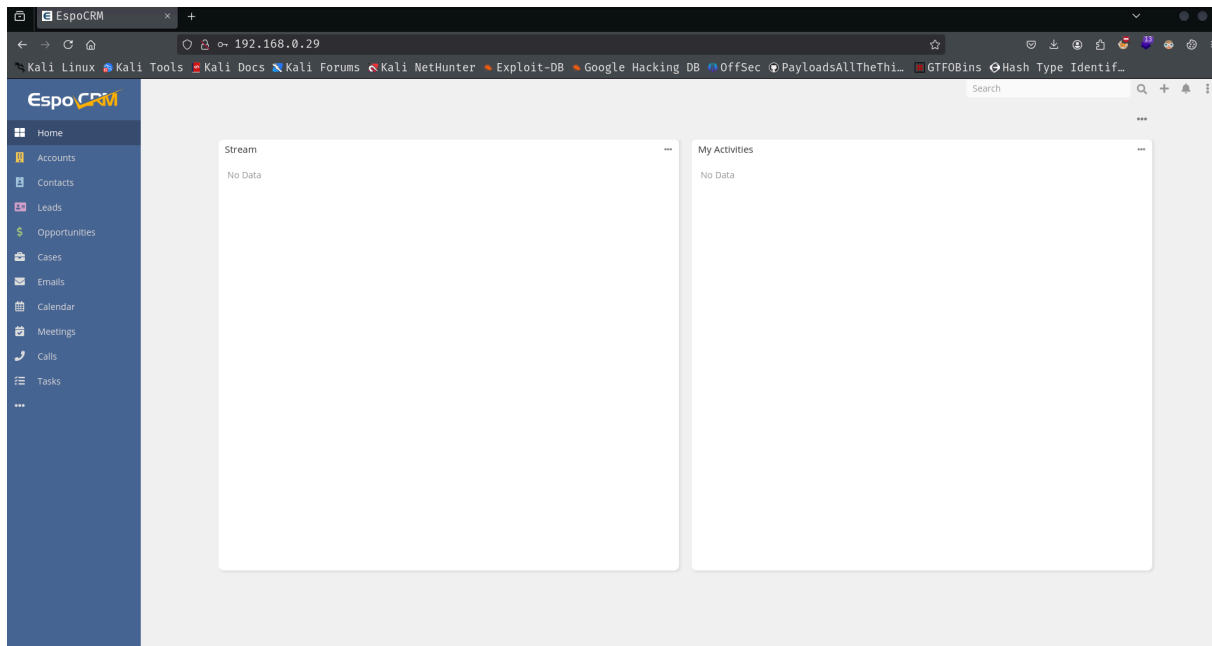 EspoCRM
192.168.0.29
13
Kali Linux Kali Tools Kali Docs Kali Forums Kali NetHunter Exploit-DB Google Hacking DB OffSec PayloadsAllTheThi… GTFOBins Hash Type Identif…
EspoCRM
Search
Home
Accounts
Contacts
Leads
Opportunities
Cases
Emails
Calendar
Meetings
Calls
Tasks
Stream
No Data
My Activities
No Data